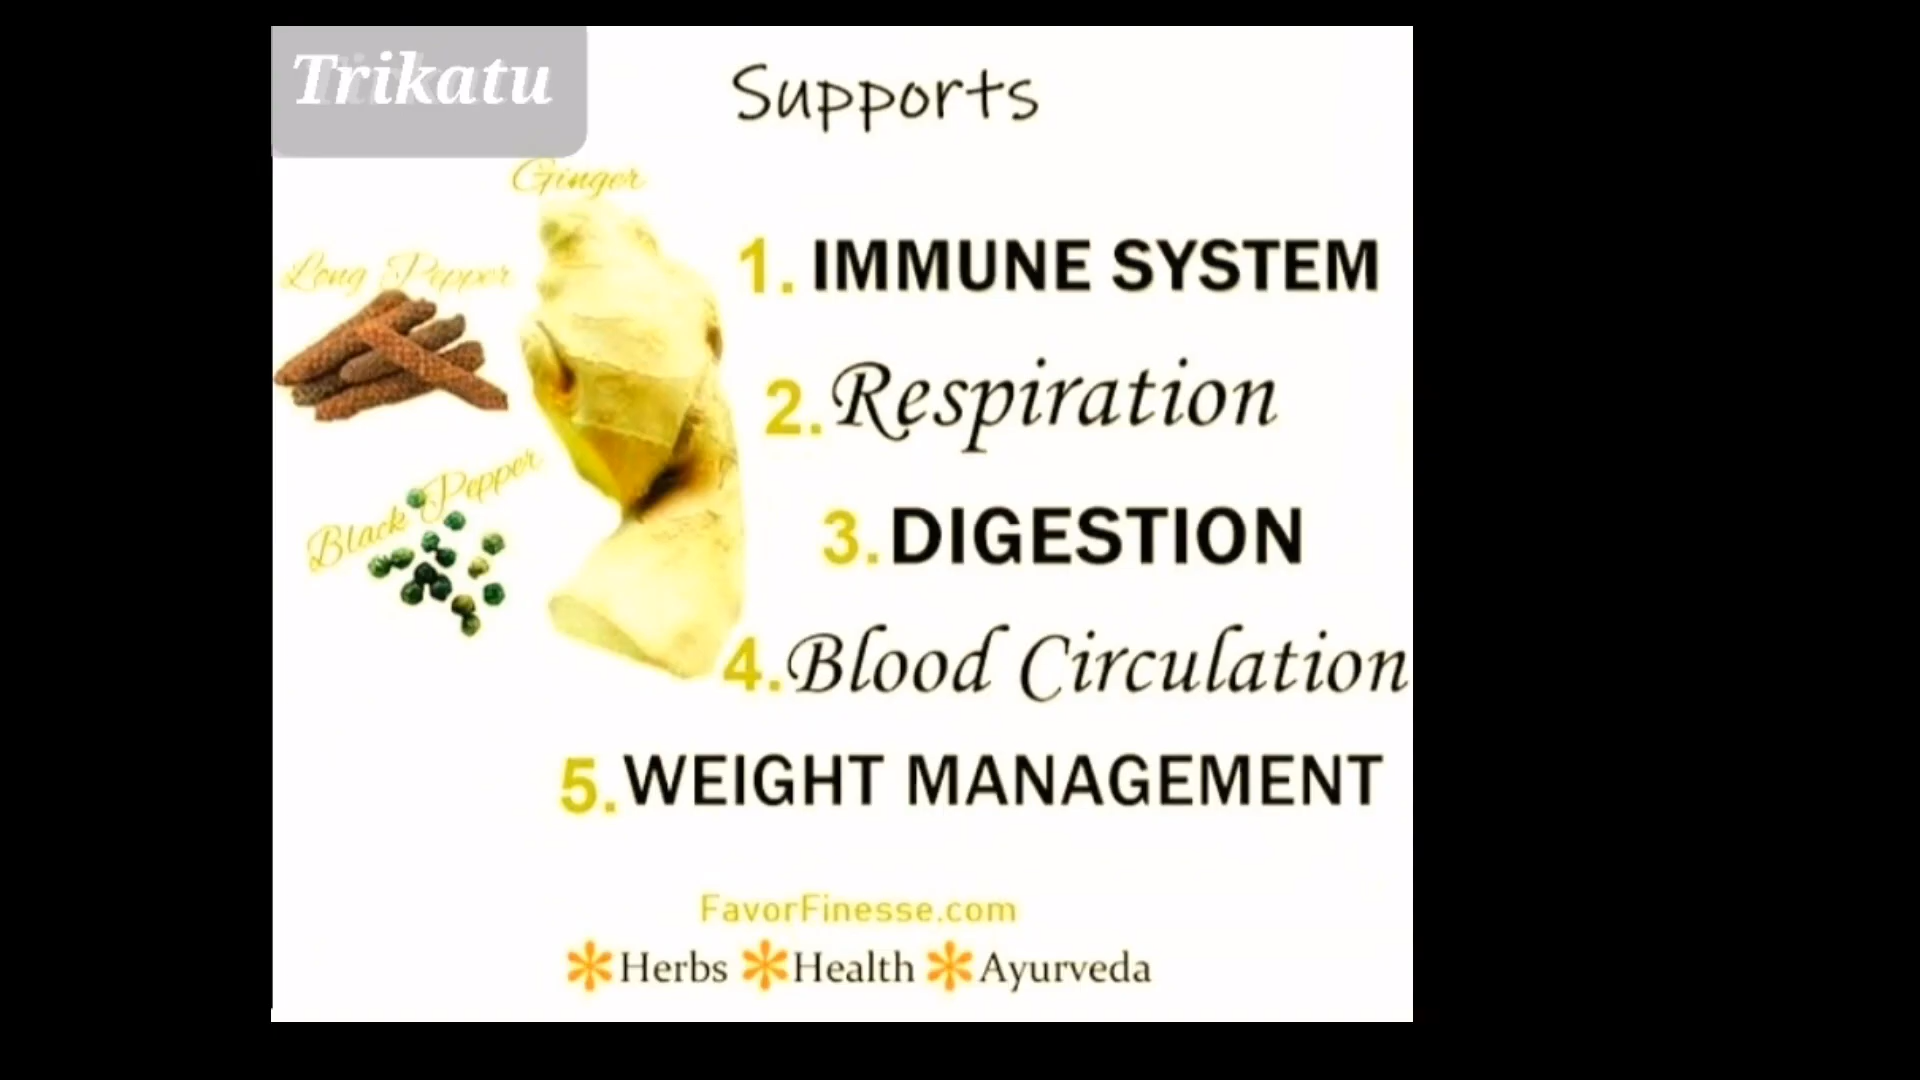 Trikatu
Supports
Ginger
Long Pepper
Black Pepper
1. IMMUNE SYSTEM
2. Respiration
3. DIGESTION
4. Blood Circulation
5. WEIGHT MANAGEMENT
FavorFinesse.com
Herbs Health Ayurveda